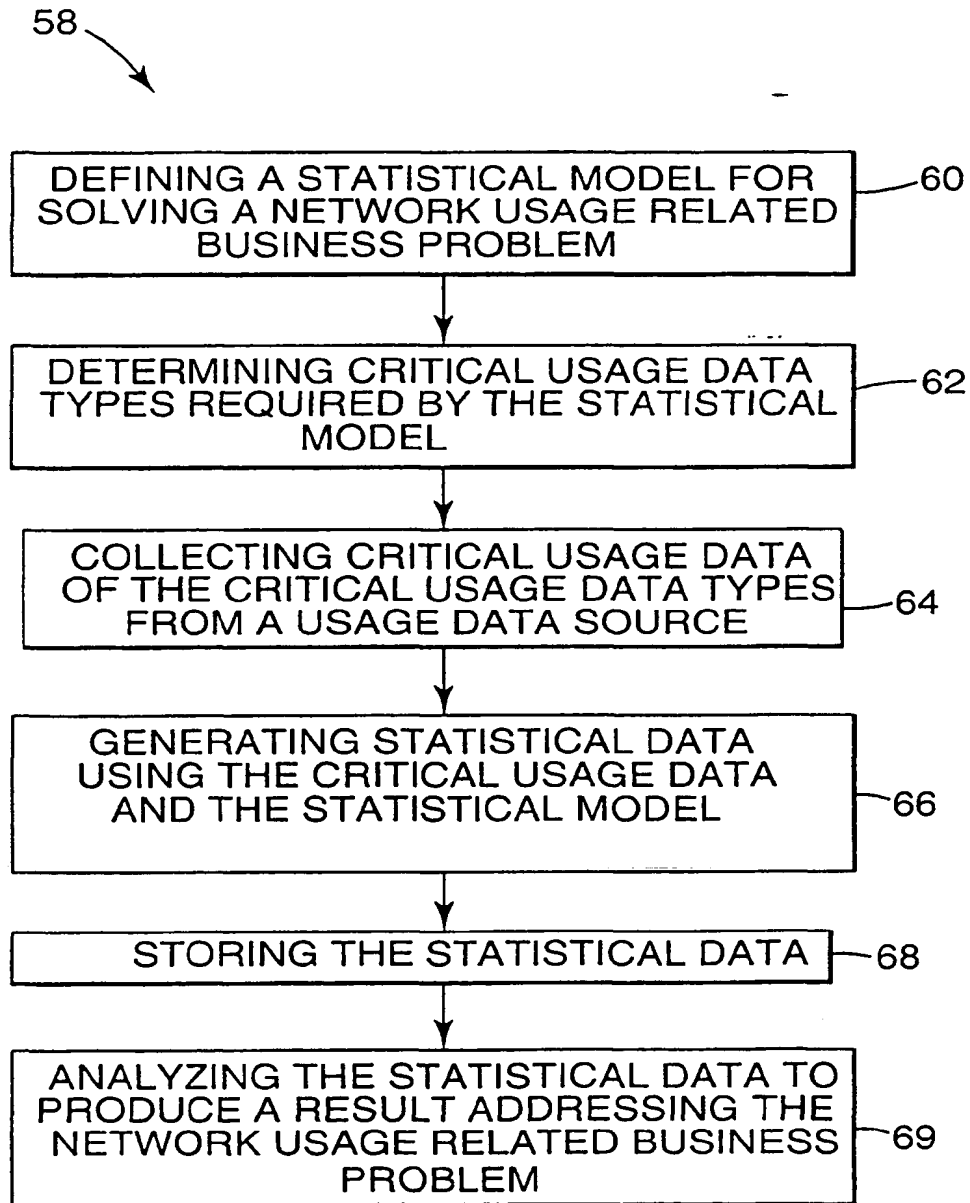 58
DEFINING A STATISTICAL MODEL FOR
SOLVING A NETWORK USAGE RELATED
BUSINESS PROBLEM
60
DETERMINING CRITICAL USAGE DATA
TYPES REQUIRED BY THE STATISTICAL
MODEL
62
COLLECTING CRITICAL USAGE DATA
OF THE CRITICAL USAGE DATA TYPES
FROM A USAGE DATA SOURCE
64
GENERATING STATISTICAL DATA
USING THE CRITICAL USAGE DATA
AND THE STATISTICAL MODEL
66
STORING THE STATISTICAL DATA
68
ANALYZING THE STATISTICAL DATA TO
PRODUCE A RESULT ADDRESSING THE
NETWORK USAGE RELATED BUSINESS
PROBLEM
69